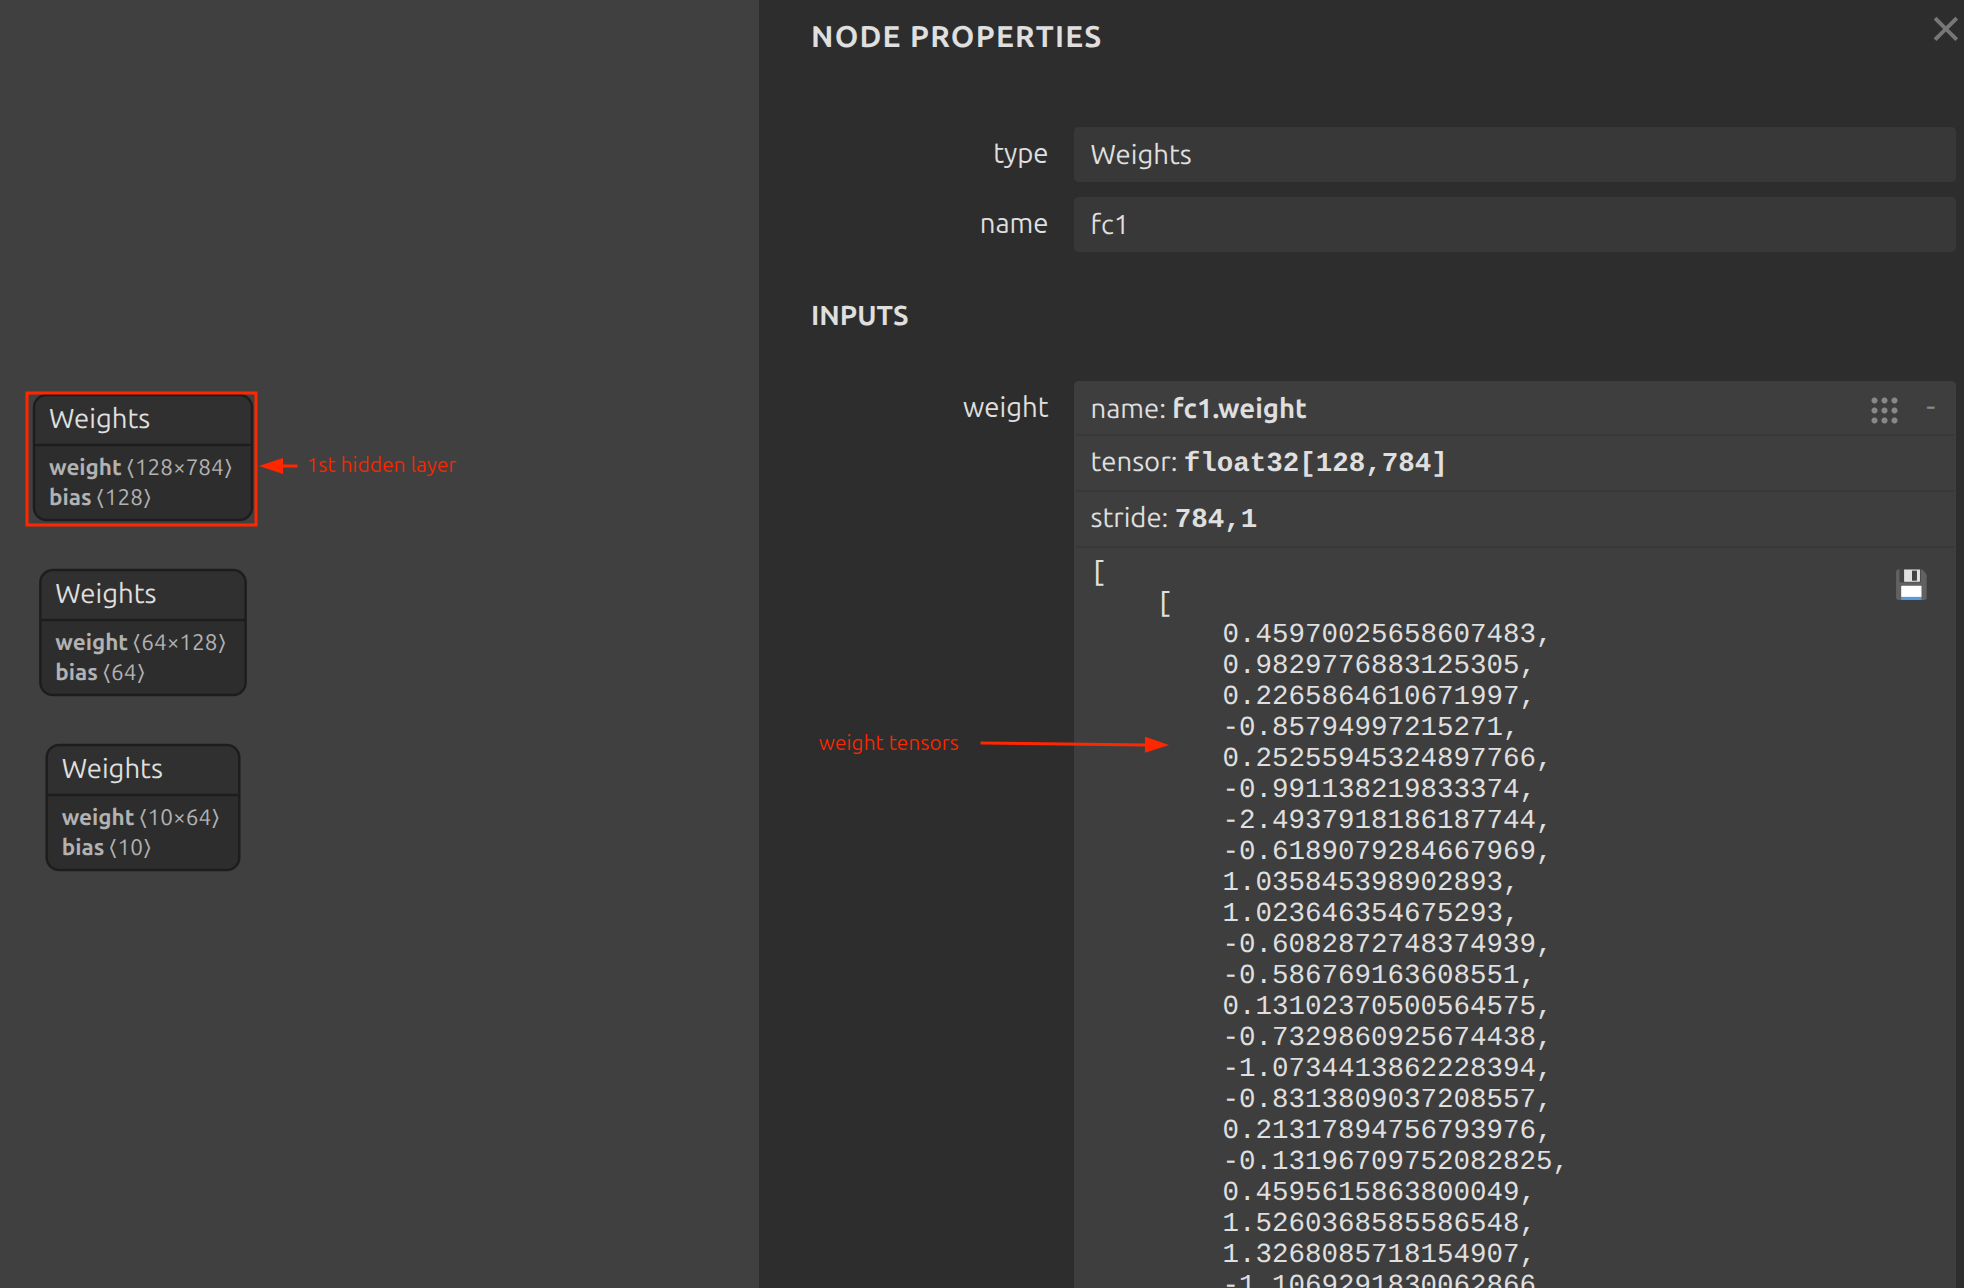 Weights
weight ⟨128×784⟩
bias ⟨128⟩
1st hidden layer
Weights
weight ⟨64×128⟩
bias ⟨64⟩
Weights
weight ⟨10×64⟩
bias ⟨10⟩
NODE PROPERTIES
type Weights
name fc1
INPUTS
weight name: fc1.weight -
tensor: float32[128,784]
stride: 784,1
[
[
0.45970025658607483,
0.9829776883125305,
0.2265864610671997,
-0.85794997215271,
weight tensors
0.25255945324897766,
-0.991138219833374,
-2.4937918186187744,
-0.6189079284667969,
1.035845398902893,
1.023646354675293,
-0.6082872748374939,
-0.586769163608551,
0.13102370500564575,
-0.7329860925674438,
-1.0734413862228394,
-0.8313809037208557,
0.21317894756793976,
-0.13196709752082825,
0.4595615863800049,
1.5260368585586548,
1.3268085718154907,
-1.1069291830062866